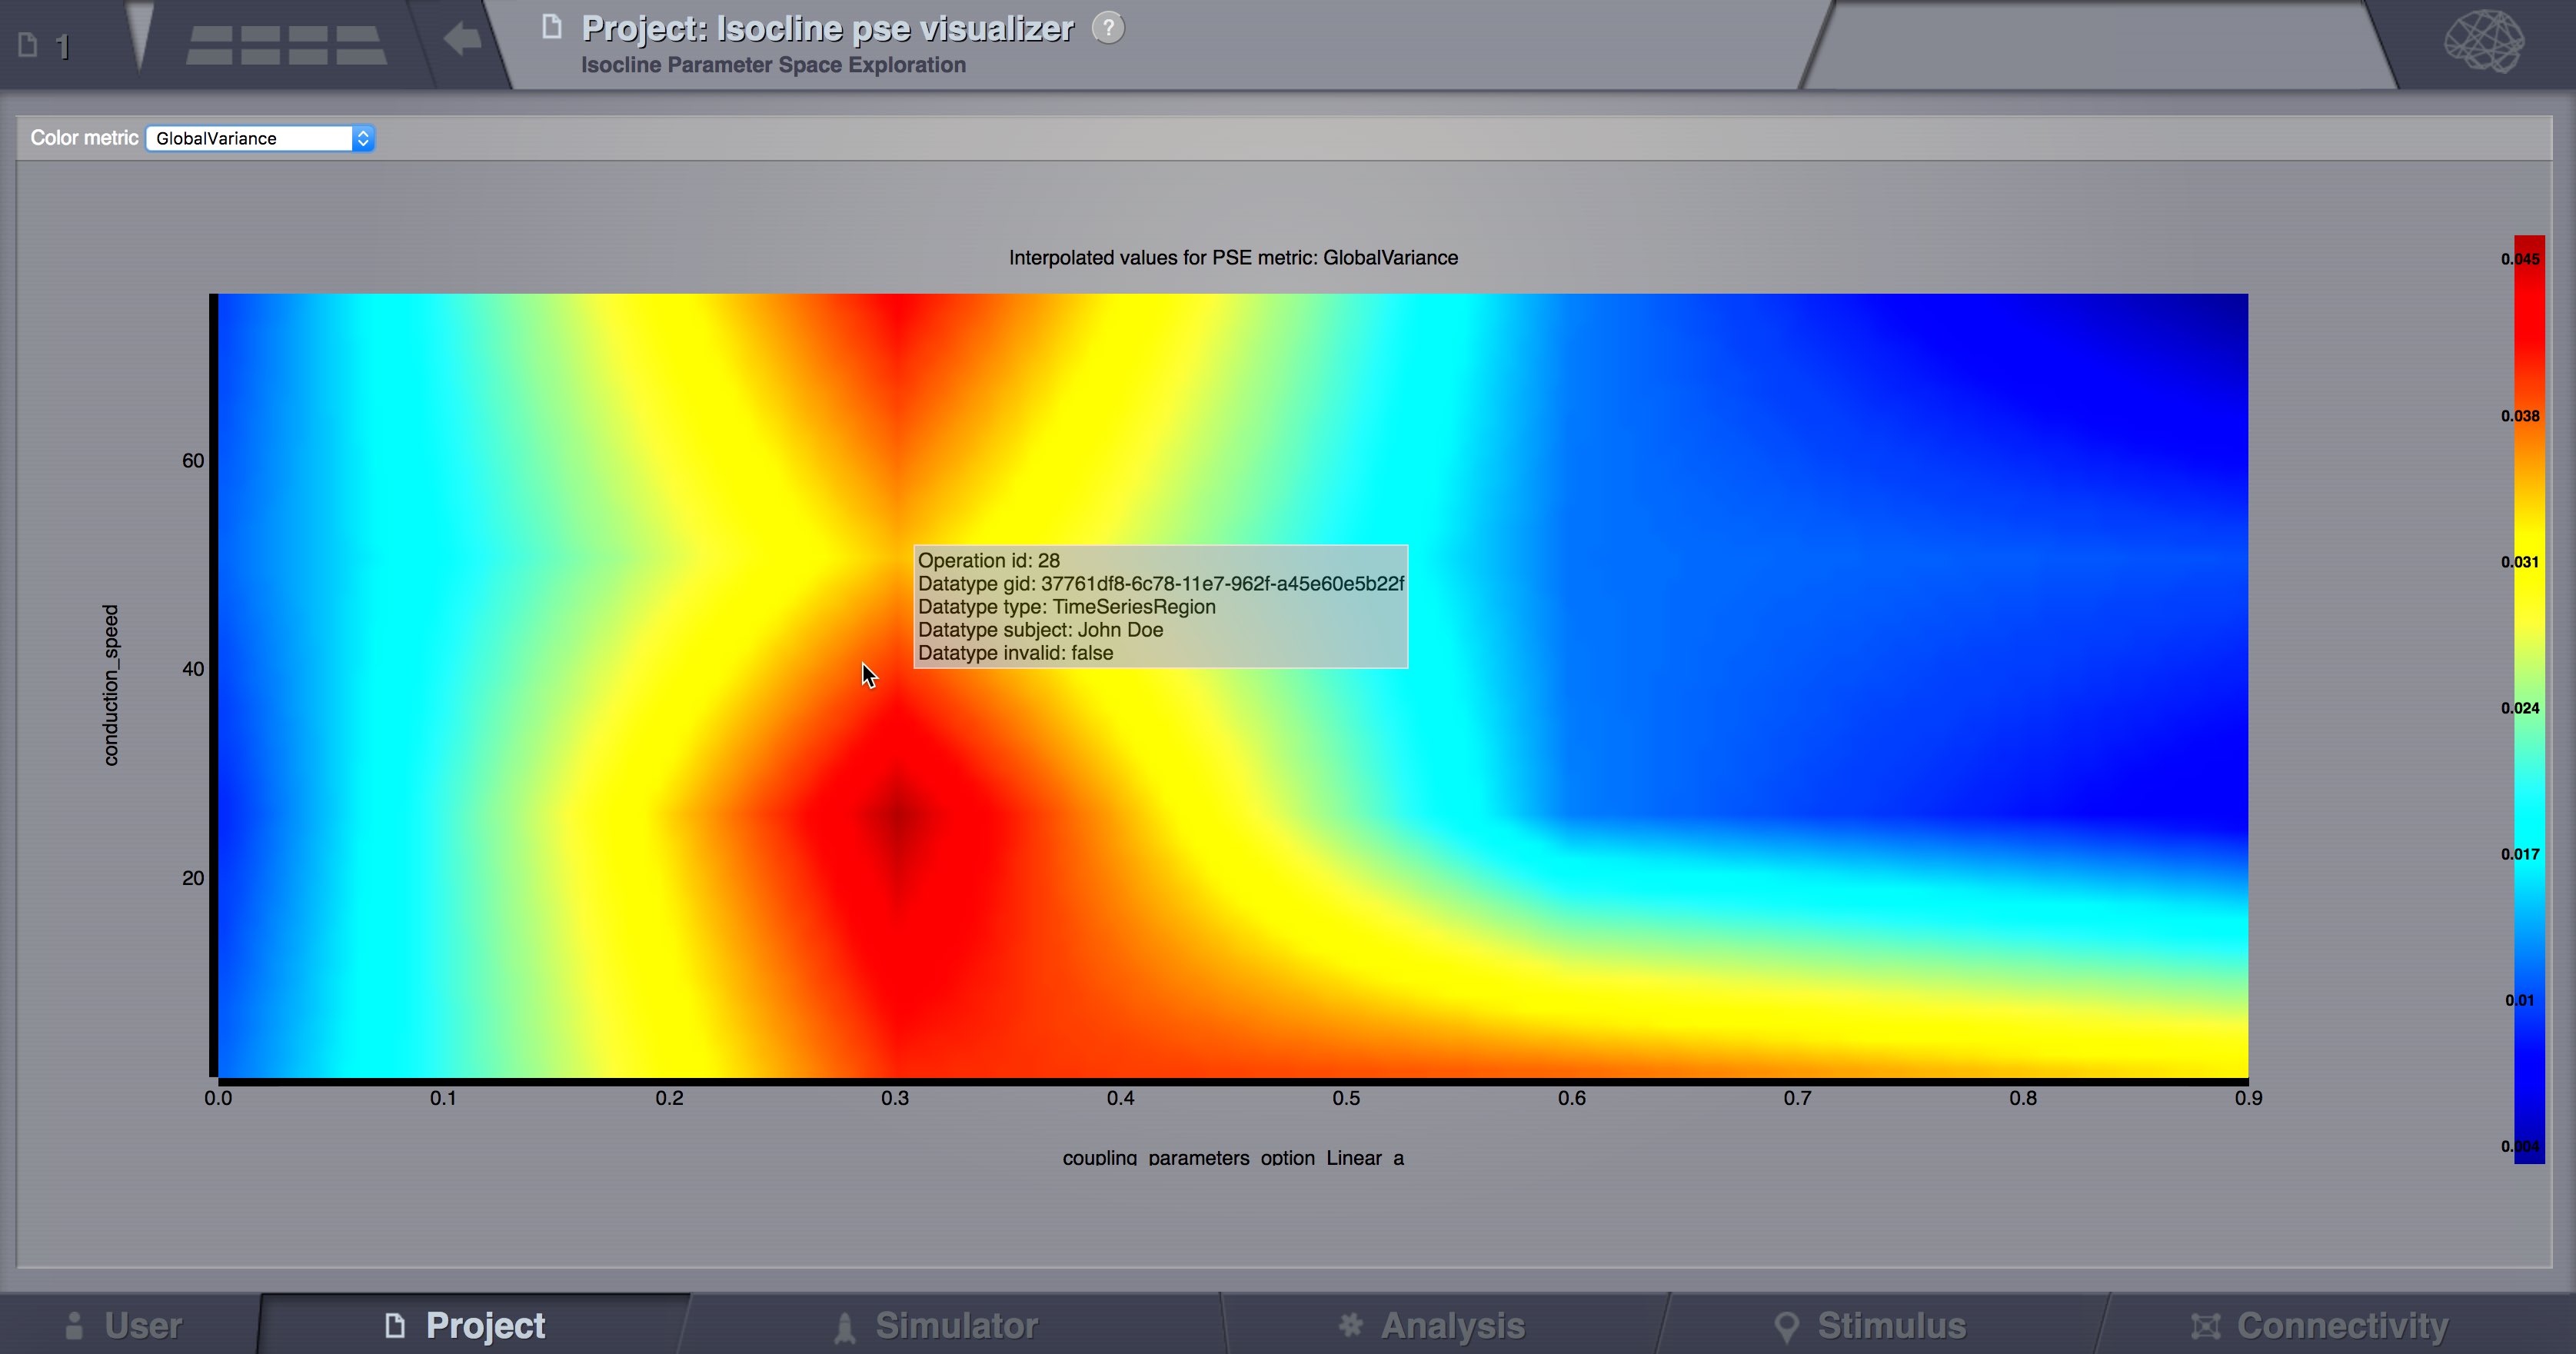 1
Project: Isocline pse visualizer ?
Isocline Parameter Space Exploration
Color metric GlobalVariance
Interpolated values for PSE metric: GlobalVariance
0.045
0.038
0.031
0.024
0.017
0.01
0.004
60
40
20
conduction_speed
Operation id: 28
Datatype gid: 37761df8-6c78-11e7-962f-a45e60e5b22f
Datatype type: TimeSeriesRegion
Datatype subject: John Doe
Datatype invalid: false
0.0 0.1 0.2 0.3 0.4 0.5 0.6 0.7 0.8 0.9
coupling_parameters_option_Linear_a
User Project Simulator Analysis Stimulus Connectivity